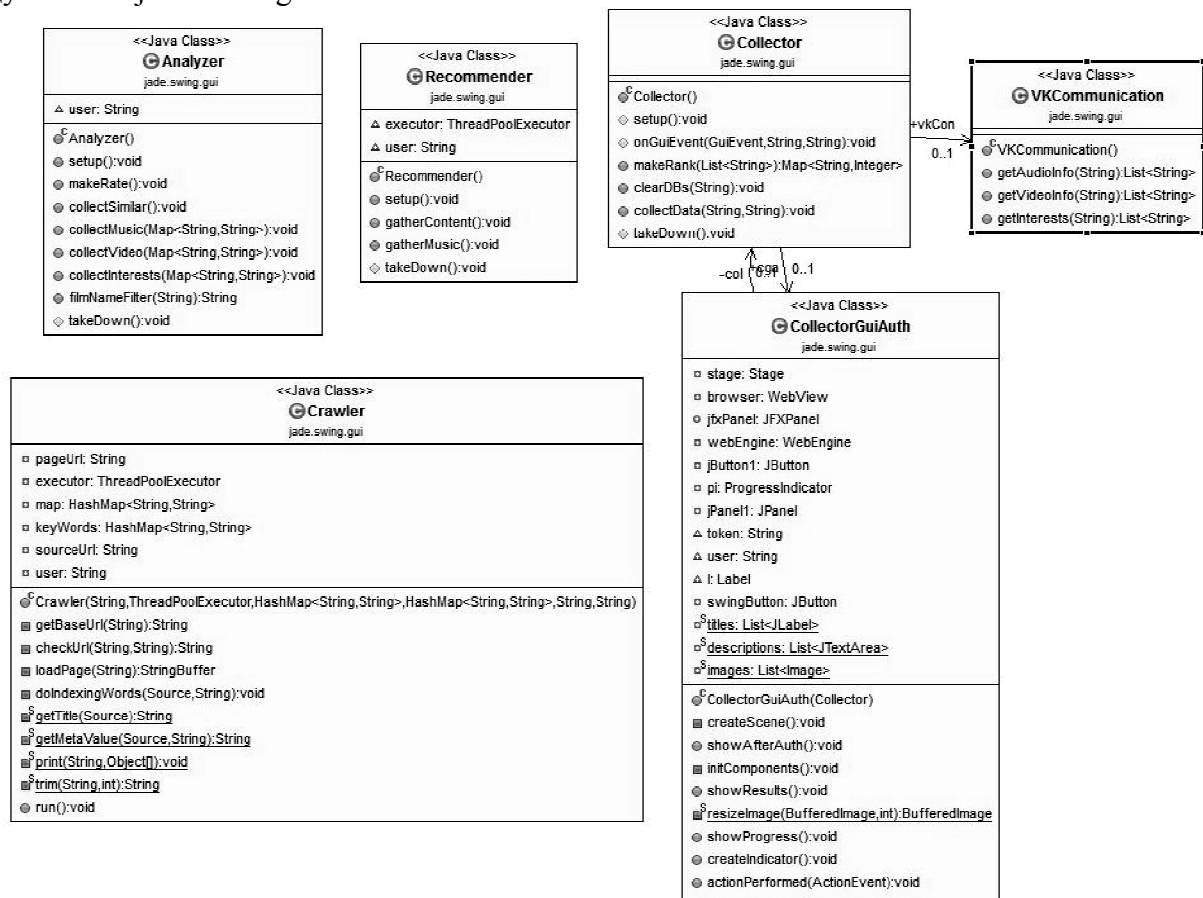 <<Java Class>>
Analyzer
jade.swing.gui
user: String
Analyzer()
setup():void
makeRate():void
collectSimilar():void
collectMusic(Map<String,String>):void
collectVideo(Map<String,String>):void
collectInterests(Map<String,String>):void
filmNameFilter(String):String
takeDown():void
<<Java Class>>
Recommender
jade.swing.gui
executor: ThreadPoolExecutor
user: String
Recommender()
setup():void
gatherContent():void
gatherMusic():void
takeDown():void
<<Java Class>>
Collector
jade.swing.gui
Collector()
setup():void
onGuiEvent(GuiEvent,String,String):void
makeRank(List<String>):Map<String,Integer>
clearDBs(String):void
collectData(String,String):void
takeDown():void
+vkCon
0..1
<<Java Class>>
VKCommunication
jade.swing.gui
VKCommunication()
getAudioInfo(String):List<String>
getVideoInfo(String):List<String>
getInterests(String):List<String>
~col
0..1
+cga
0..1
<<Java Class>>
CollectorGuiAuth
jade.swing.gui
stage: Stage
browser: WebView
jfxPanel: JFXPanel
webEngine: WebEngine
jButton1: JButton
pi: ProgressIndicator
jPanel1: JPanel
token: String
user: String
l: Label
swingButton: JButton
titles: List<JLabel>
descriptions: List<JTextArea>
images: List<Image>
CollectorGuiAuth(Collector)
createScene():void
showAfterAuth():void
initComponents():void
showResults():void
resizeImage(BufferedImage,int):BufferedImage
showProgress():void
createIndicator():void
actionPerformed(ActionEvent):void
<<Java Class>>
Crawler
jade.swing.gui
pageUrl: String
executor: ThreadPoolExecutor
map: HashMap<String,String>
keyWords: HashMap<String,String>
sourceUrl: String
user: String
Crawler(String,ThreadPoolExecutor,HashMap<String,String>,HashMap<String,String>,String,String)
getBaseUrl(String):String
checkUrl(String,String):String
loadPage(String):StringBuffer
doIndexingWords(Source,String):void
getTitle(Source):String
getMetaValue(Source,String):String
print(String,Object[]):void
trim(String,int):String
run():void